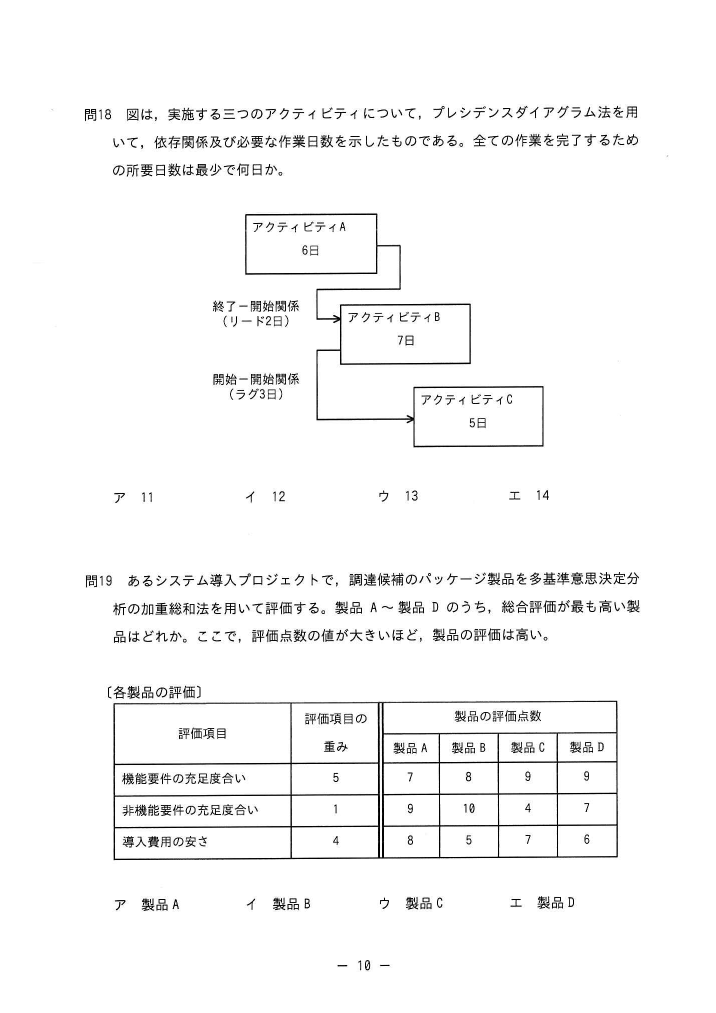 問18 図は，実施する三つのアクティビティについて，プレシデンスダイアグラム法を用
いて，依存関係及び必要な作業日数を示したものである。全ての作業を完了するため
の所要日数は最少で何日か。
アクティビティA
6日
終了－開始関係
（リード2日）
アクティビティB
7日
開始－開始関係
（ラグ3日）
アクティビティC
5日
ア 11 イ 12 ウ 13 エ 14
問19 あるシステム導入プロジェクトで，調達候補のパッケージ製品を多基準意思決定分
析の加重総和法を用いて評価する。製品 A～製品 D のうち，総合評価が最も高い製
品はどれか。ここで，評価点数の値が大きいほど，製品の評価は高い。
〔各製品の評価〕
評価項目 評価項目の重み 製品の評価点数
製品 A 製品 B 製品 C 製品 D
機能要件の充足度合い 5 7 8 9 9
非機能要件の充足度合い 1 9 10 4 7
導入費用の安さ 4 8 5 7 6
ア 製品 A イ 製品 B ウ 製品 C エ 製品 D
－ 10 －